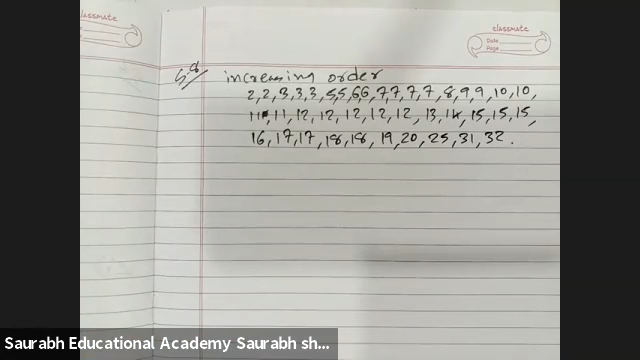 classmate
classmate
Date
Page
increasing order
2,2,3,3,3,5,5,6,6,7,7,7,7,8,9,9,10,10,
11,11,12,12,12,12,12,13,14,15,15,15,
16,17,17,18,18,19,20,25,31,32.
Saurabh Educational Academy Saurabh sh...